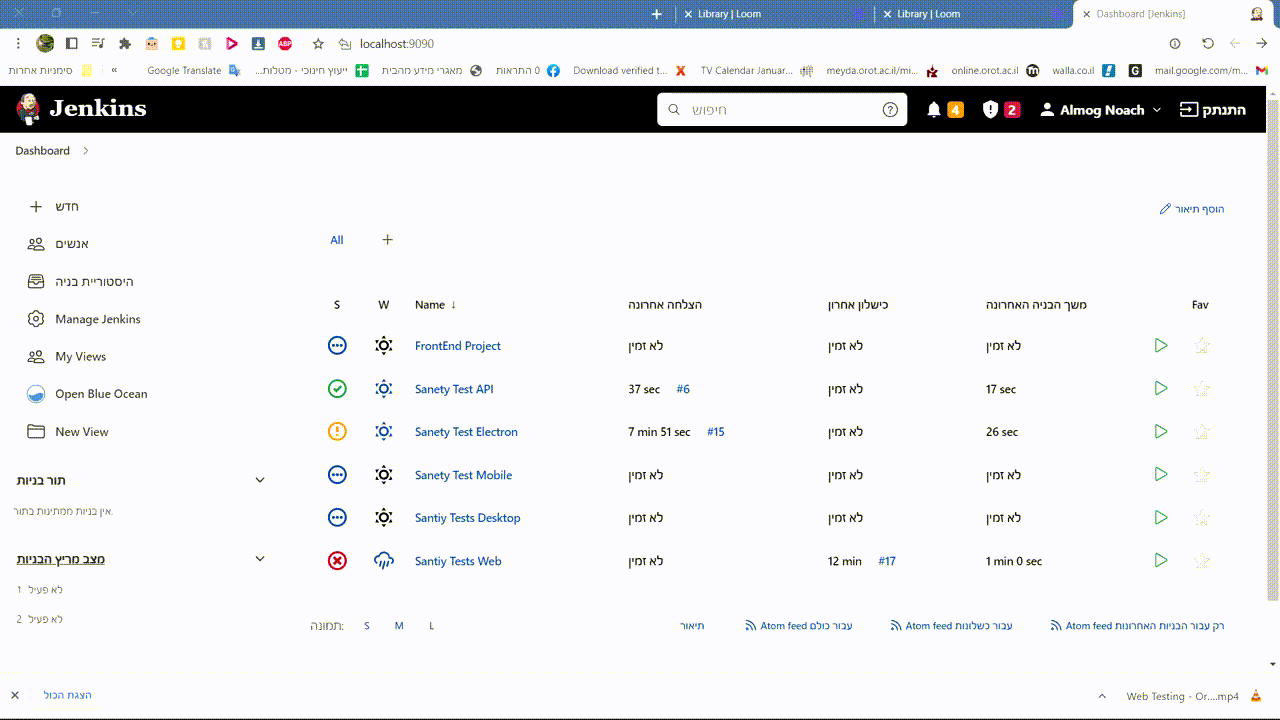 Library | Loom
Library | Loom
Dashboard [Jenkins]
localhost:9090
סימניות אחרות
«
Google Translate
ייעוץ חינוכי - מסלול...
מאגרי מידע מהבית
התראות 0
Download verified t...
TV Calendar Januar...
meyda.orot.ac.il/mi...
online.orot.ac.il
walla.co.il
mail.google.com/m...
Jenkins
חיפוש
4
2
Almog Noach
התנתק
Dashboard
חדש
אנשים
היסטוריית בניה
Manage Jenkins
My Views
Open Blue Ocean
New View
תור בניות
אין בניות ממתינות בתור.
מצב מריץ הבניות
1 לא פעיל
2 לא פעיל
הוסף תיאור
All +
S W Name ↓ הצלחה אחרונה כישלון אחרון משך הבניה האחרונה Fav
FrontEnd Project לא זמין לא זמין לא זמין
Sanety Test API 37 sec #6 לא זמין 17 sec
Sanety Test Electron 7 min 51 sec #15 לא זמין 26 sec
Sanety Test Mobile לא זמין לא זמין לא זמין
Santiy Tests Desktop לא זמין לא זמין לא זמין
Santiy Tests Web לא זמין 12 min #17 1 min 0 sec
תמונה: S M L
תיאור
Atom feed עבור כולם
Atom feed עבור כשלונות
Atom feed רק עבור הבניות האחרונות
הצגת הכול
Web Testing - Or....mp4